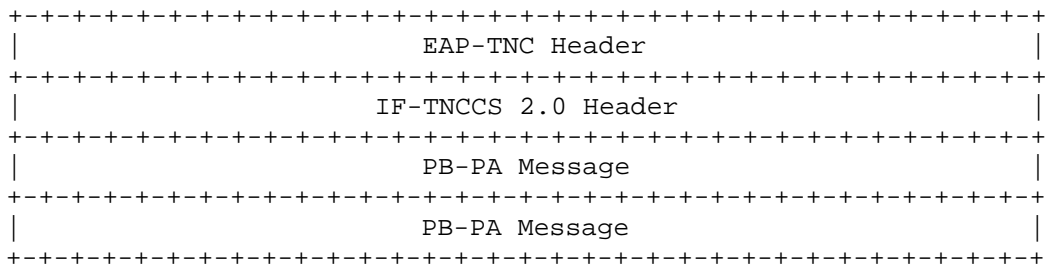 +-+-+-+-+-+-+-+-+-+-+-+-+-+-+-+-+-+-+-+-+-+-+-+-+-+-+-+-+-+-+-+-+
|                         EAP-TNC Header                        |
+-+-+-+-+-+-+-+-+-+-+-+-+-+-+-+-+-+-+-+-+-+-+-+-+-+-+-+-+-+-+-+-+
|                      IF-TNCCS 2.0 Header                      |
+-+-+-+-+-+-+-+-+-+-+-+-+-+-+-+-+-+-+-+-+-+-+-+-+-+-+-+-+-+-+-+-+
|                         PB-PA Message                         |
+-+-+-+-+-+-+-+-+-+-+-+-+-+-+-+-+-+-+-+-+-+-+-+-+-+-+-+-+-+-+-+-+
|                         PB-PA Message                         |
+-+-+-+-+-+-+-+-+-+-+-+-+-+-+-+-+-+-+-+-+-+-+-+-+-+-+-+-+-+-+-+-+